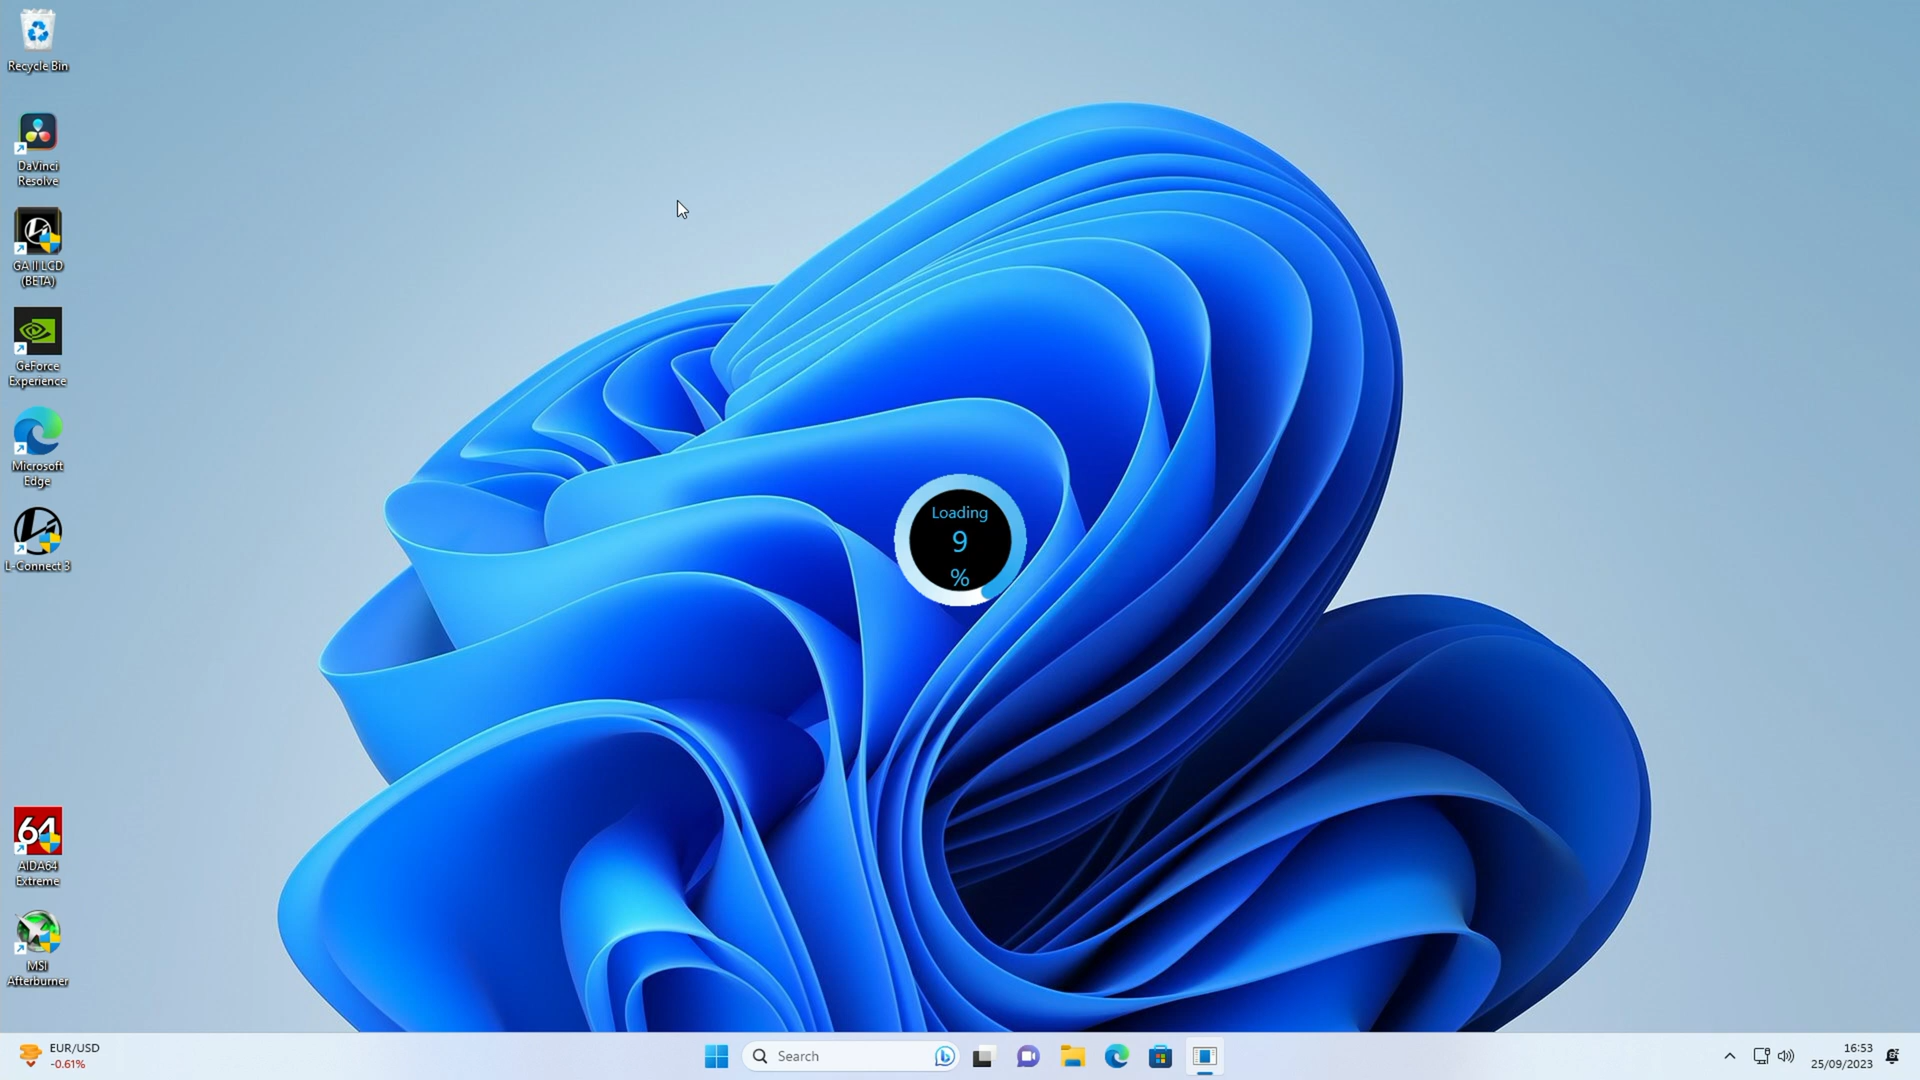 Recycle Bin
DaVinci
Resolve
GA II LCD
(BETA)
GeForce
Experience
Microsoft
Edge
L-Connect 3
64
AIDA64
Extreme
MSI
Afterburner
Loading
9
%
EUR/USD
-0.61%
Search
16:53
25/09/2023